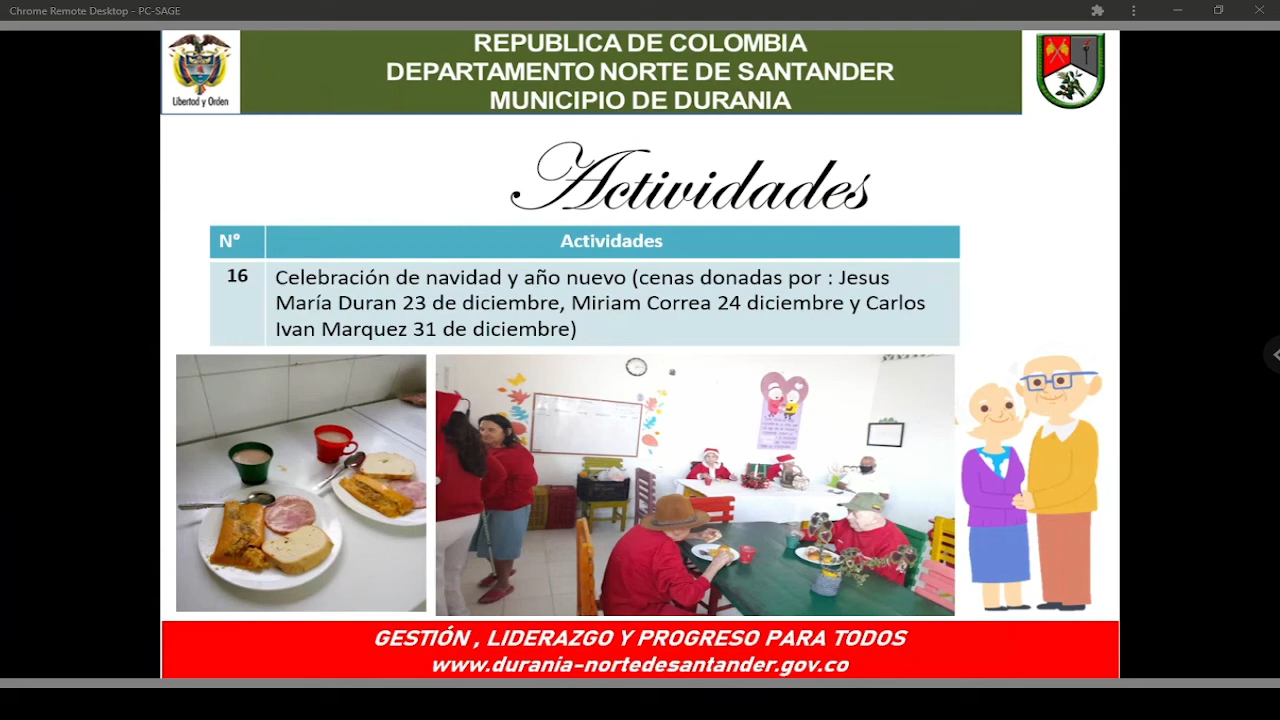 Chrome Remote Desktop - PC-SAGE
REPUBLICA DE COLOMBIA
DEPARTAMENTO NORTE DE SANTANDER
MUNICIPIO DE DURANIA
Libertad y Orden
Actividades
N° Actividades
16 Celebración de navidad y año nuevo (cenas donadas por : Jesus
María Duran 23 de diciembre, Miriam Correa 24 diciembre y Carlos
Ivan Marquez 31 de diciembre)
GESTIÓN , LIDERAZGO Y PROGRESO PARA TODOS
www.durania-nortedesantander.gov.co